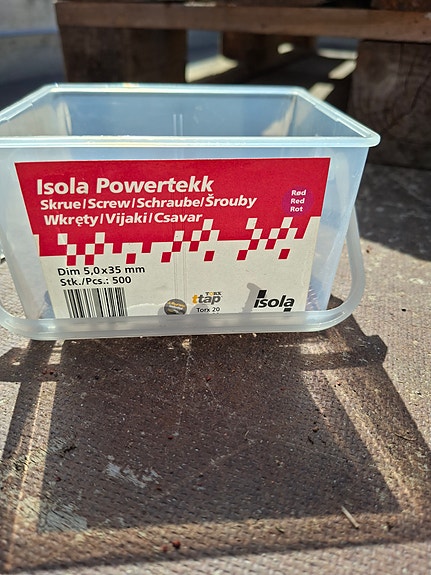 Isola Powertekk
Skrue/Screw/Schraube/Šrouby
Wkręty/Vijaki/Csavar
Rød
Red
Rot
Dim 5,0x35 mm
Stk./Pcs.: 500
TORX
ttap
Torx 20
Isola